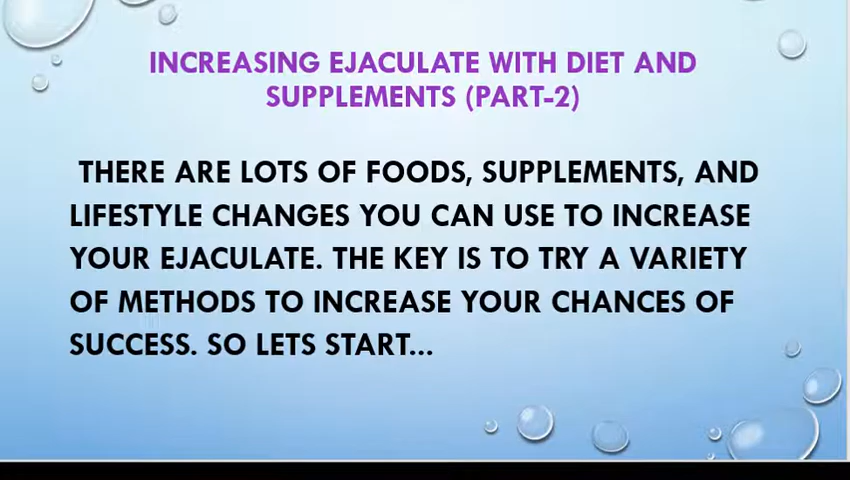 INCREASING EJACULATE WITH DIET AND
SUPPLEMENTS (PART-2)
THERE ARE LOTS OF FOODS, SUPPLEMENTS, AND
LIFESTYLE CHANGES YOU CAN USE TO INCREASE
YOUR EJACULATE. THE KEY IS TO TRY A VARIETY
OF METHODS TO INCREASE YOUR CHANCES OF
SUCCESS. SO LETS START...